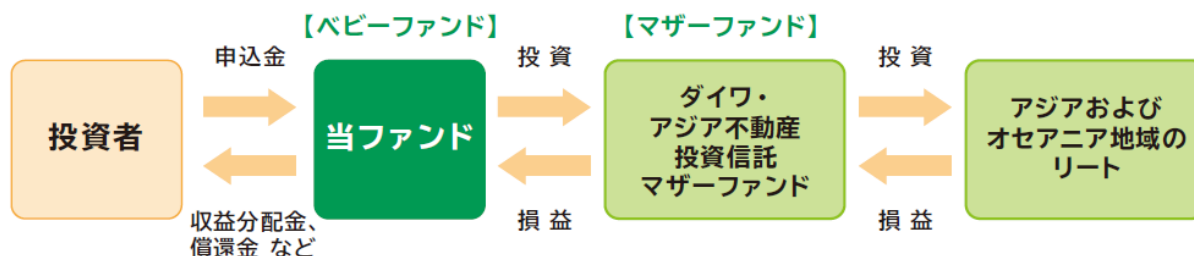 【ベビーファンド】
【マザーファンド】
申込金
投 資
投 資
投資者
当ファンド
ダイワ・
アジア不動産
投資信託
マザーファンド
アジアおよび
オセアニア地域の
リート
収益分配金、
償還金 など
損 益
損 益